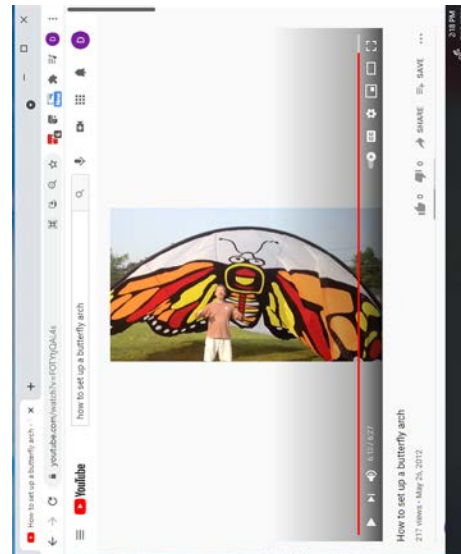 How to set up a butterfly arch -
youtube.com/watch?v=FOTYtjQAL4s
YouTube
how to set up a butterfly arch
D
6:12 / 6:27
CC
How to set up a butterfly arch
217 views • May 26, 2012
0
0
SHARE
SAVE
2:18 PM